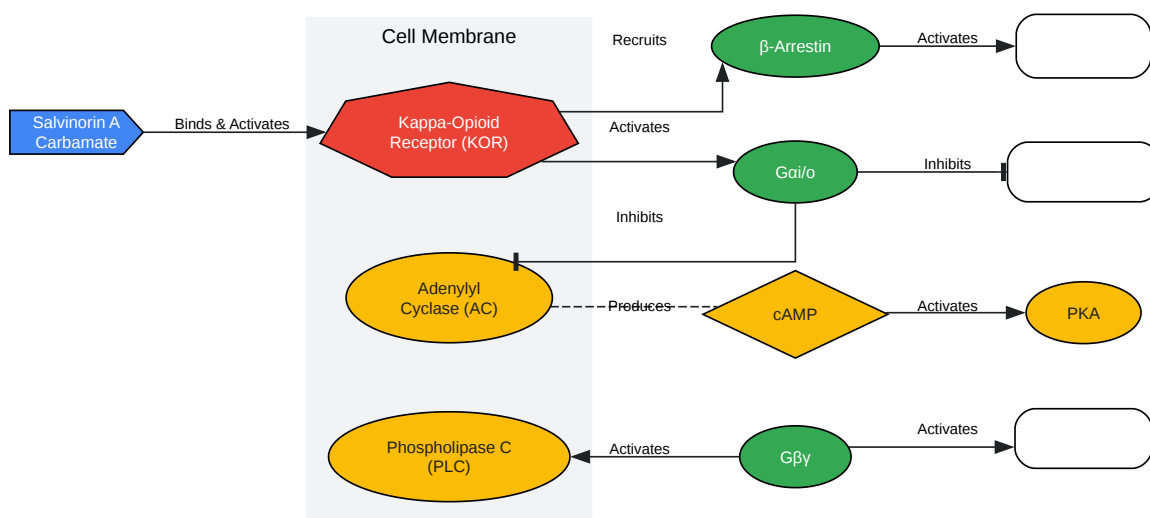 Cell Membrane
Recruits
β-Arrestin
Activates
Salvinorin A
Carbamate
Binds & Activates
Kappa-Opioid
Receptor (KOR)
Activates
Gαi/o
Inhibits
Inhibits
Adenylyl
Cyclase (AC)
Produces
cAMP
Activates
PKA
Phospholipase C
(PLC)
Activates
Gβγ
Activates